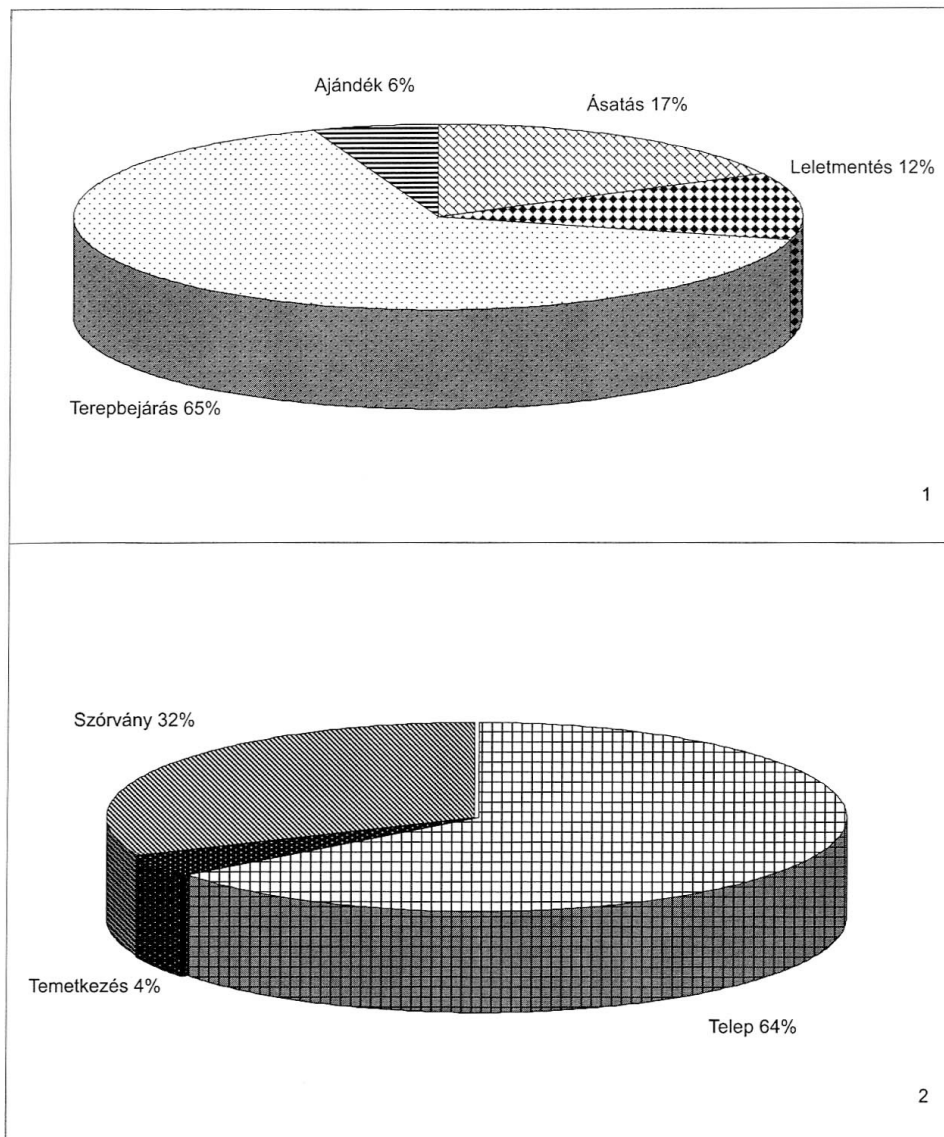 Ajándék 6%
Ásatás 17%
Leletmentés 12%
Terepbejárás 65%
1
Szórvány 32%
Temetkezés 4%
Telep 64%
2